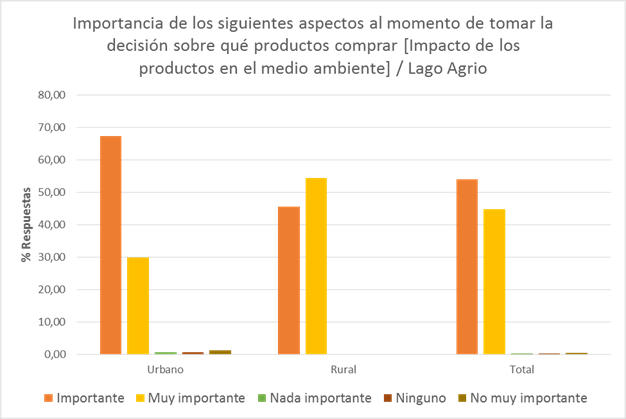 Importancia de los siguientes aspectos al momento de tomar la
decisión sobre qué productos comprar [Impacto de los
productos en el medio ambiente] / Lago Agrio
80,00
70,00
60,00
50,00
40,00
30,00
20,00
10,00
0,00
% Respuestas
Urbano Rural Total
Importante Muy importante Nada importante Ninguno No muy importante